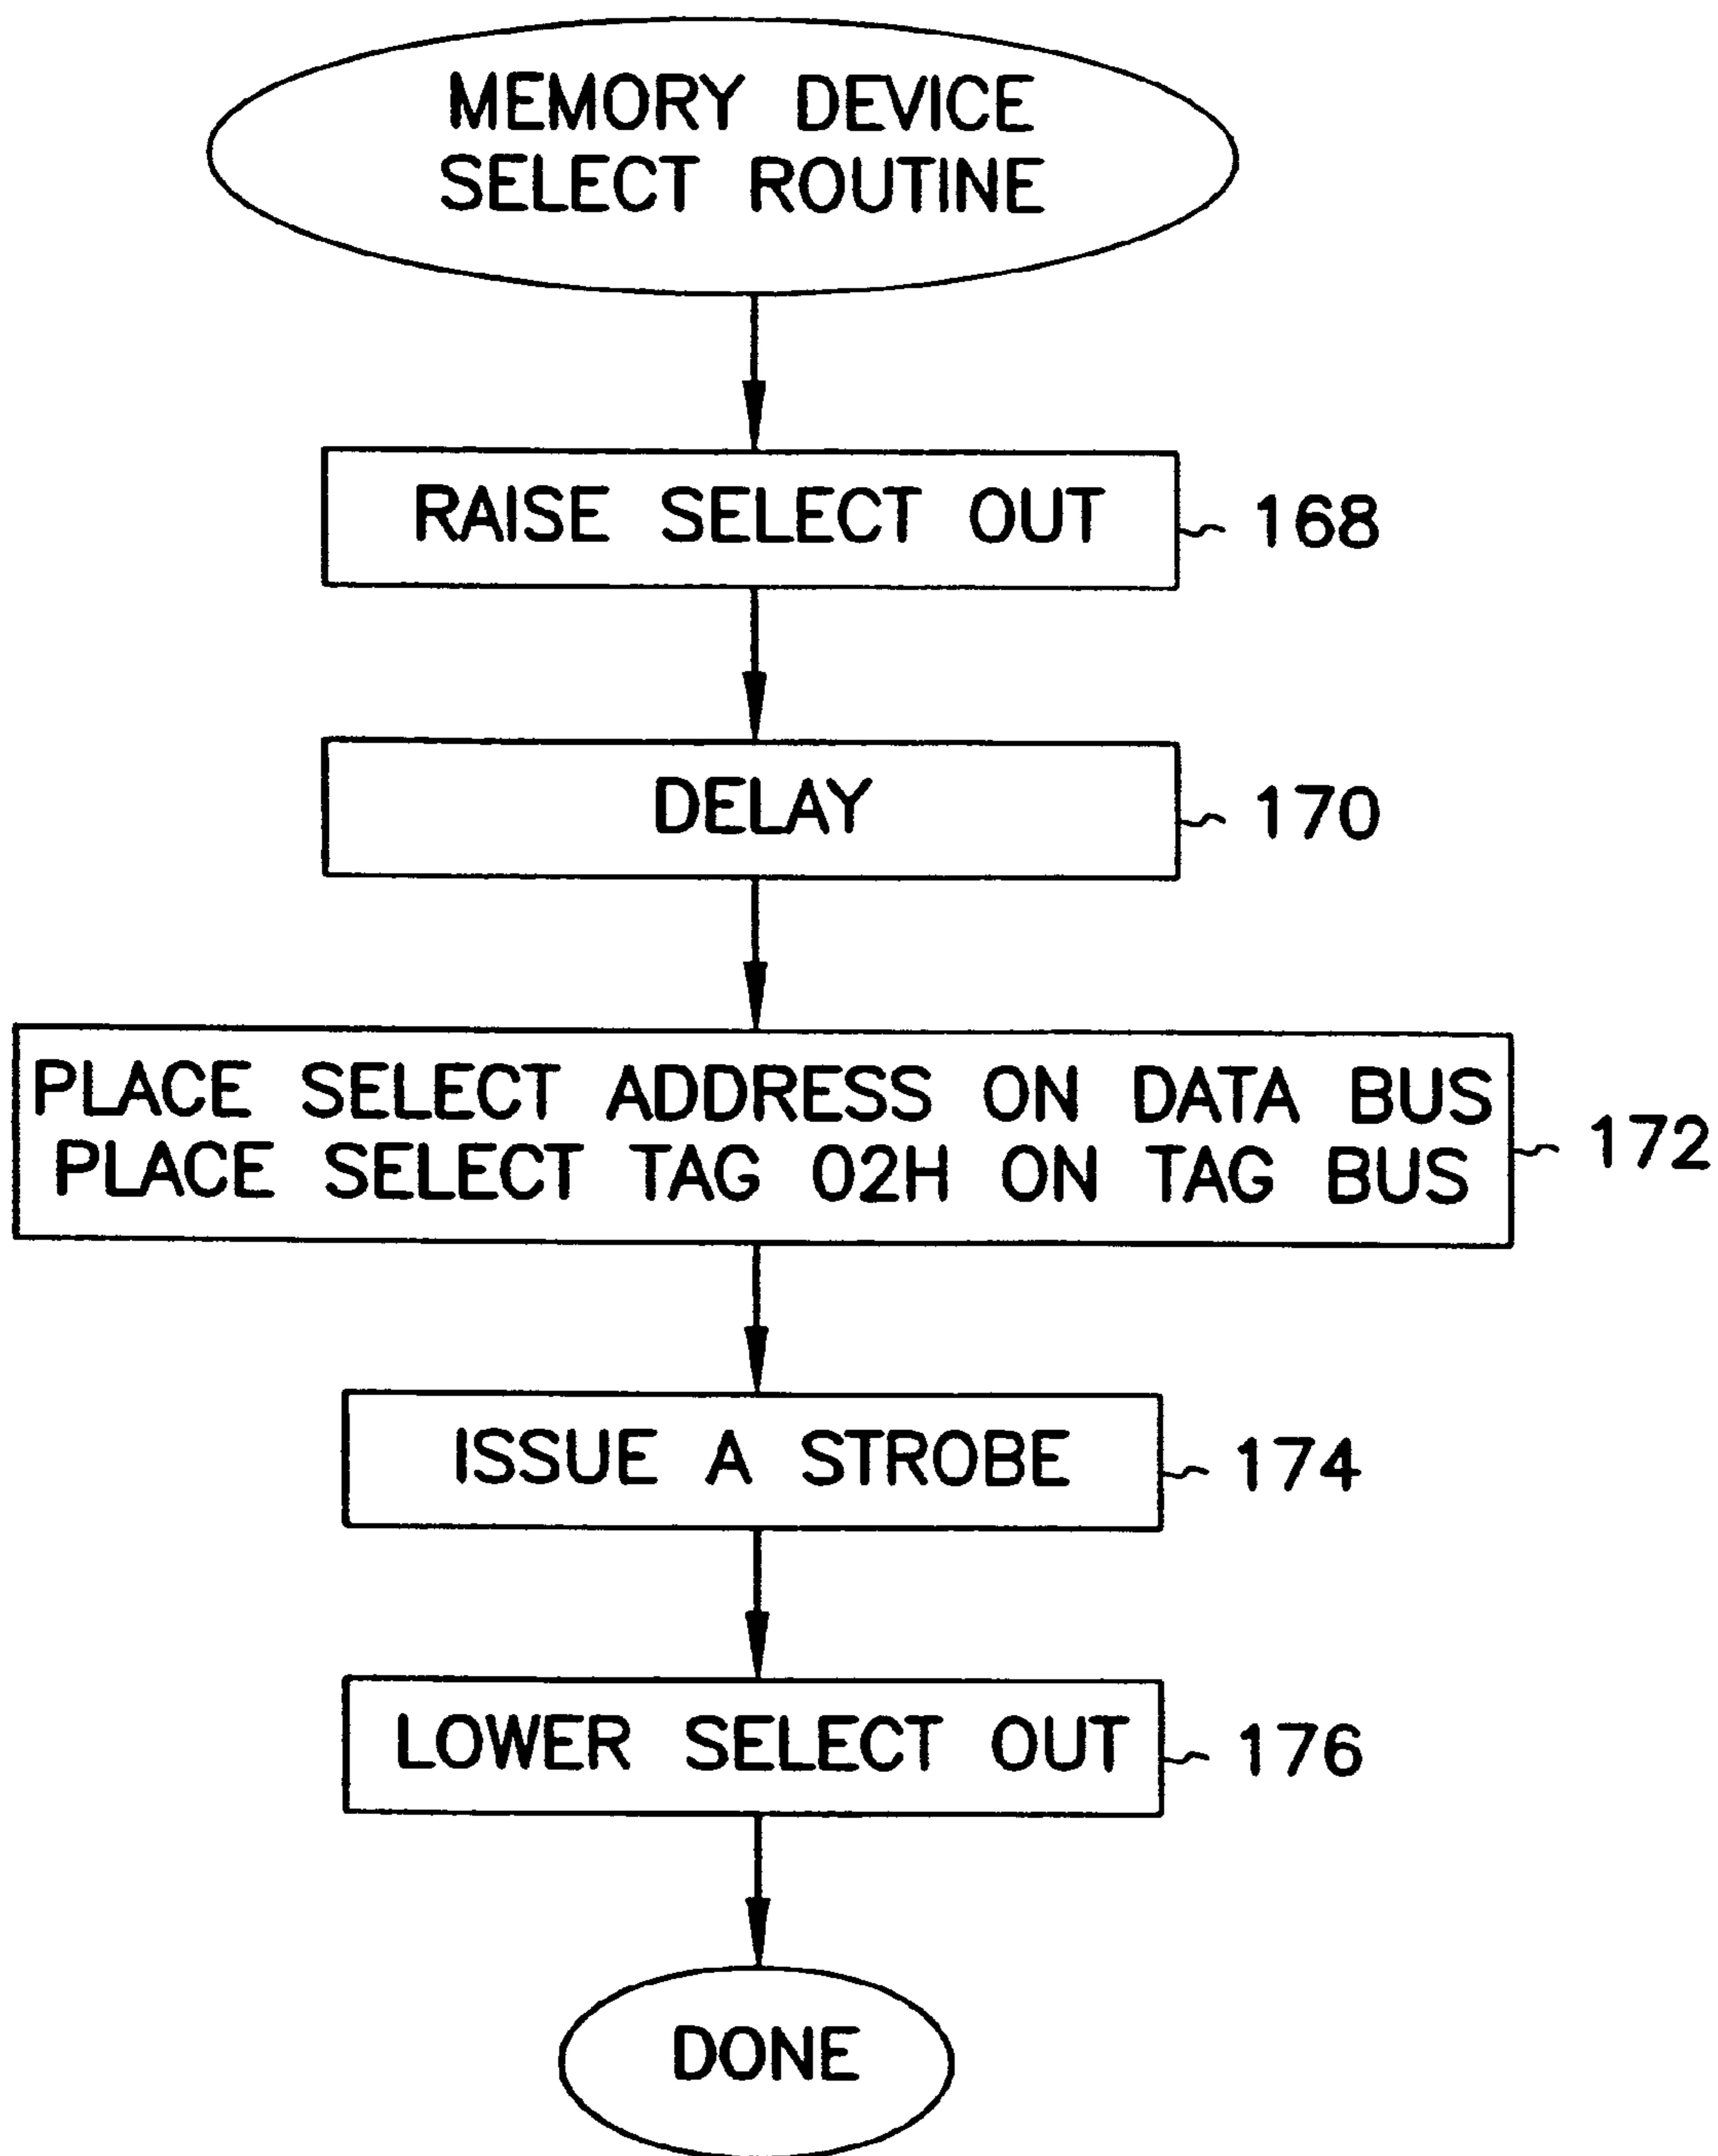 MEMORY DEVICE
SELECT ROUTINE
RAISE SELECT OUT
168
DELAY
170
PLACE SELECT ADDRESS ON DATA BUS
PLACE SELECT TAG 02H ON TAG BUS
172
ISSUE A STROBE
174
LOWER SELECT OUT
176
DONE